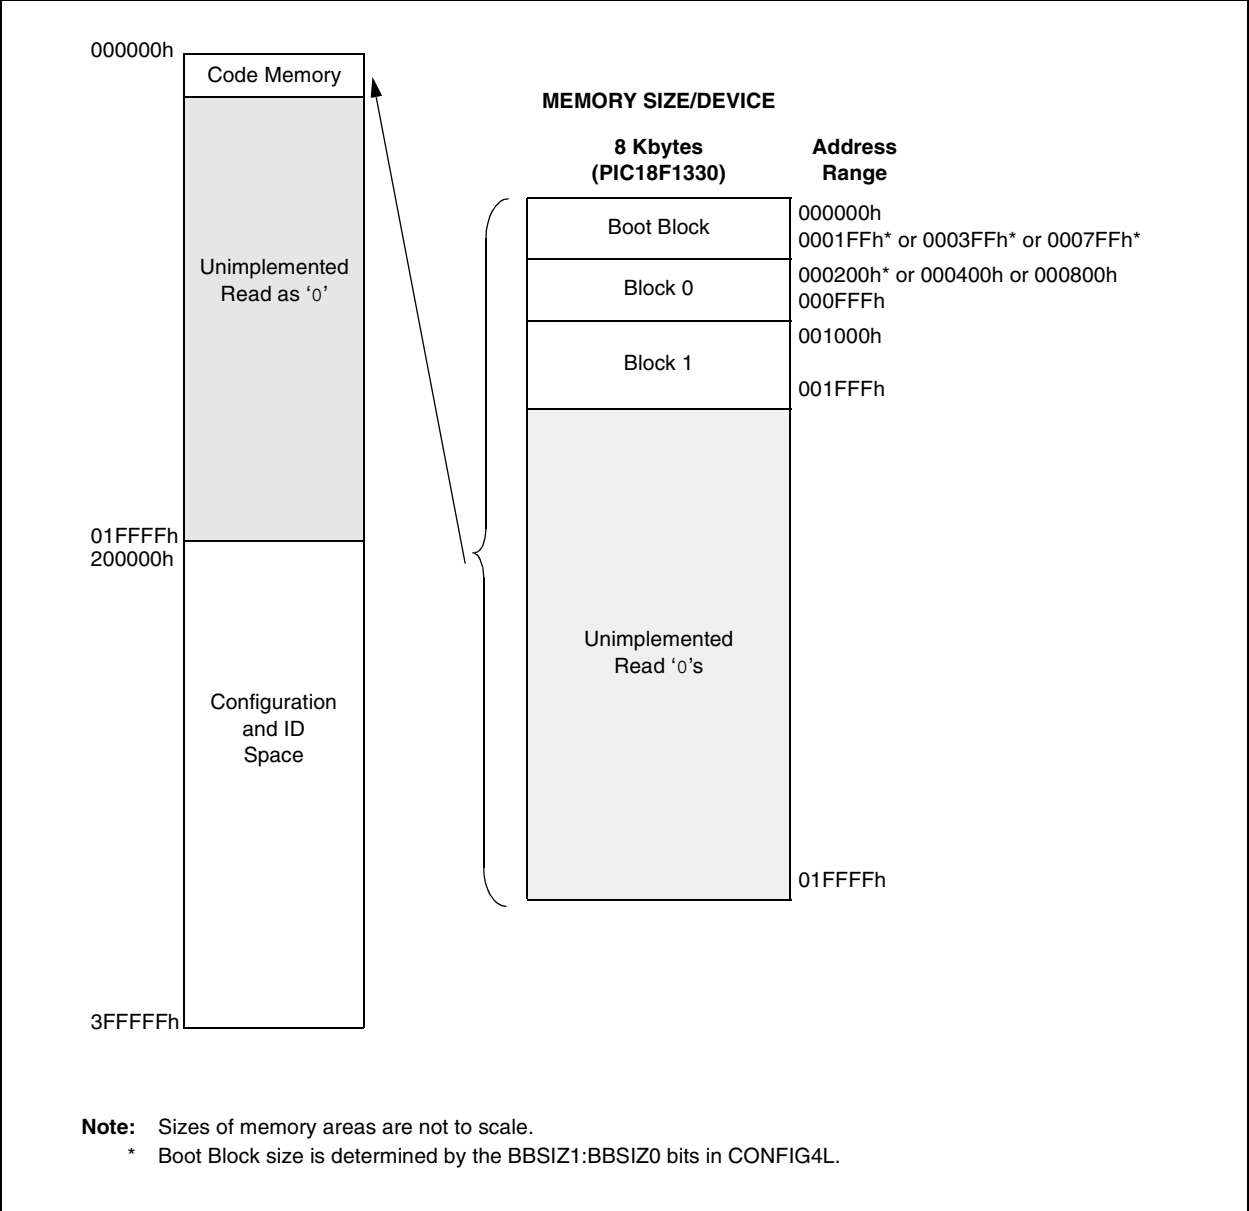 000000h
Code Memory
Unimplemented
Read as ‘0’
01FFFFh
200000h
Configuration
and ID
Space
3FFFFFh
MEMORY SIZE/DEVICE
8 Kbytes
(PIC18F1330)
Address
Range
Boot Block
000000h
0001FFh* or 0003FFh* or 0007FFh*
Block 0
000200h* or 000400h or 000800h
000FFFh
Block 1
001000h
001FFFh
Unimplemented
Read ‘0’s
01FFFFh
Note: Sizes of memory areas are not to scale.
* Boot Block size is determined by the BBSIZ1:BBSIZ0 bits in CONFIG4L.